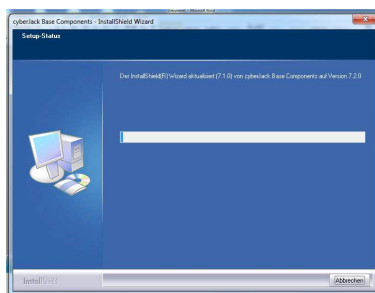 cyberJack Base Components - InstallShield Wizard
Setup-Status
Der InstallShield(R) Wizard aktualisiert (7.1.0) von cyberJack Base Components auf Version 7.2.0
InstallShield
Abbrechen